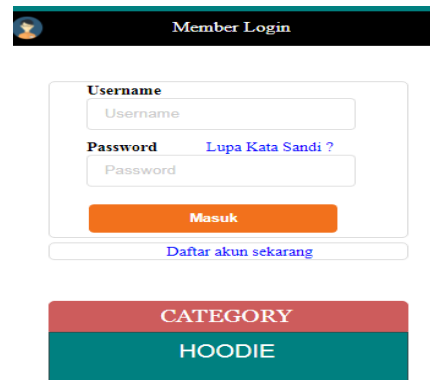 Member Login
Username
Username
Password Lupa Kata Sandi ?
Password
Masuk
Daftar akun sekarang
CATEGORY
HOODIE